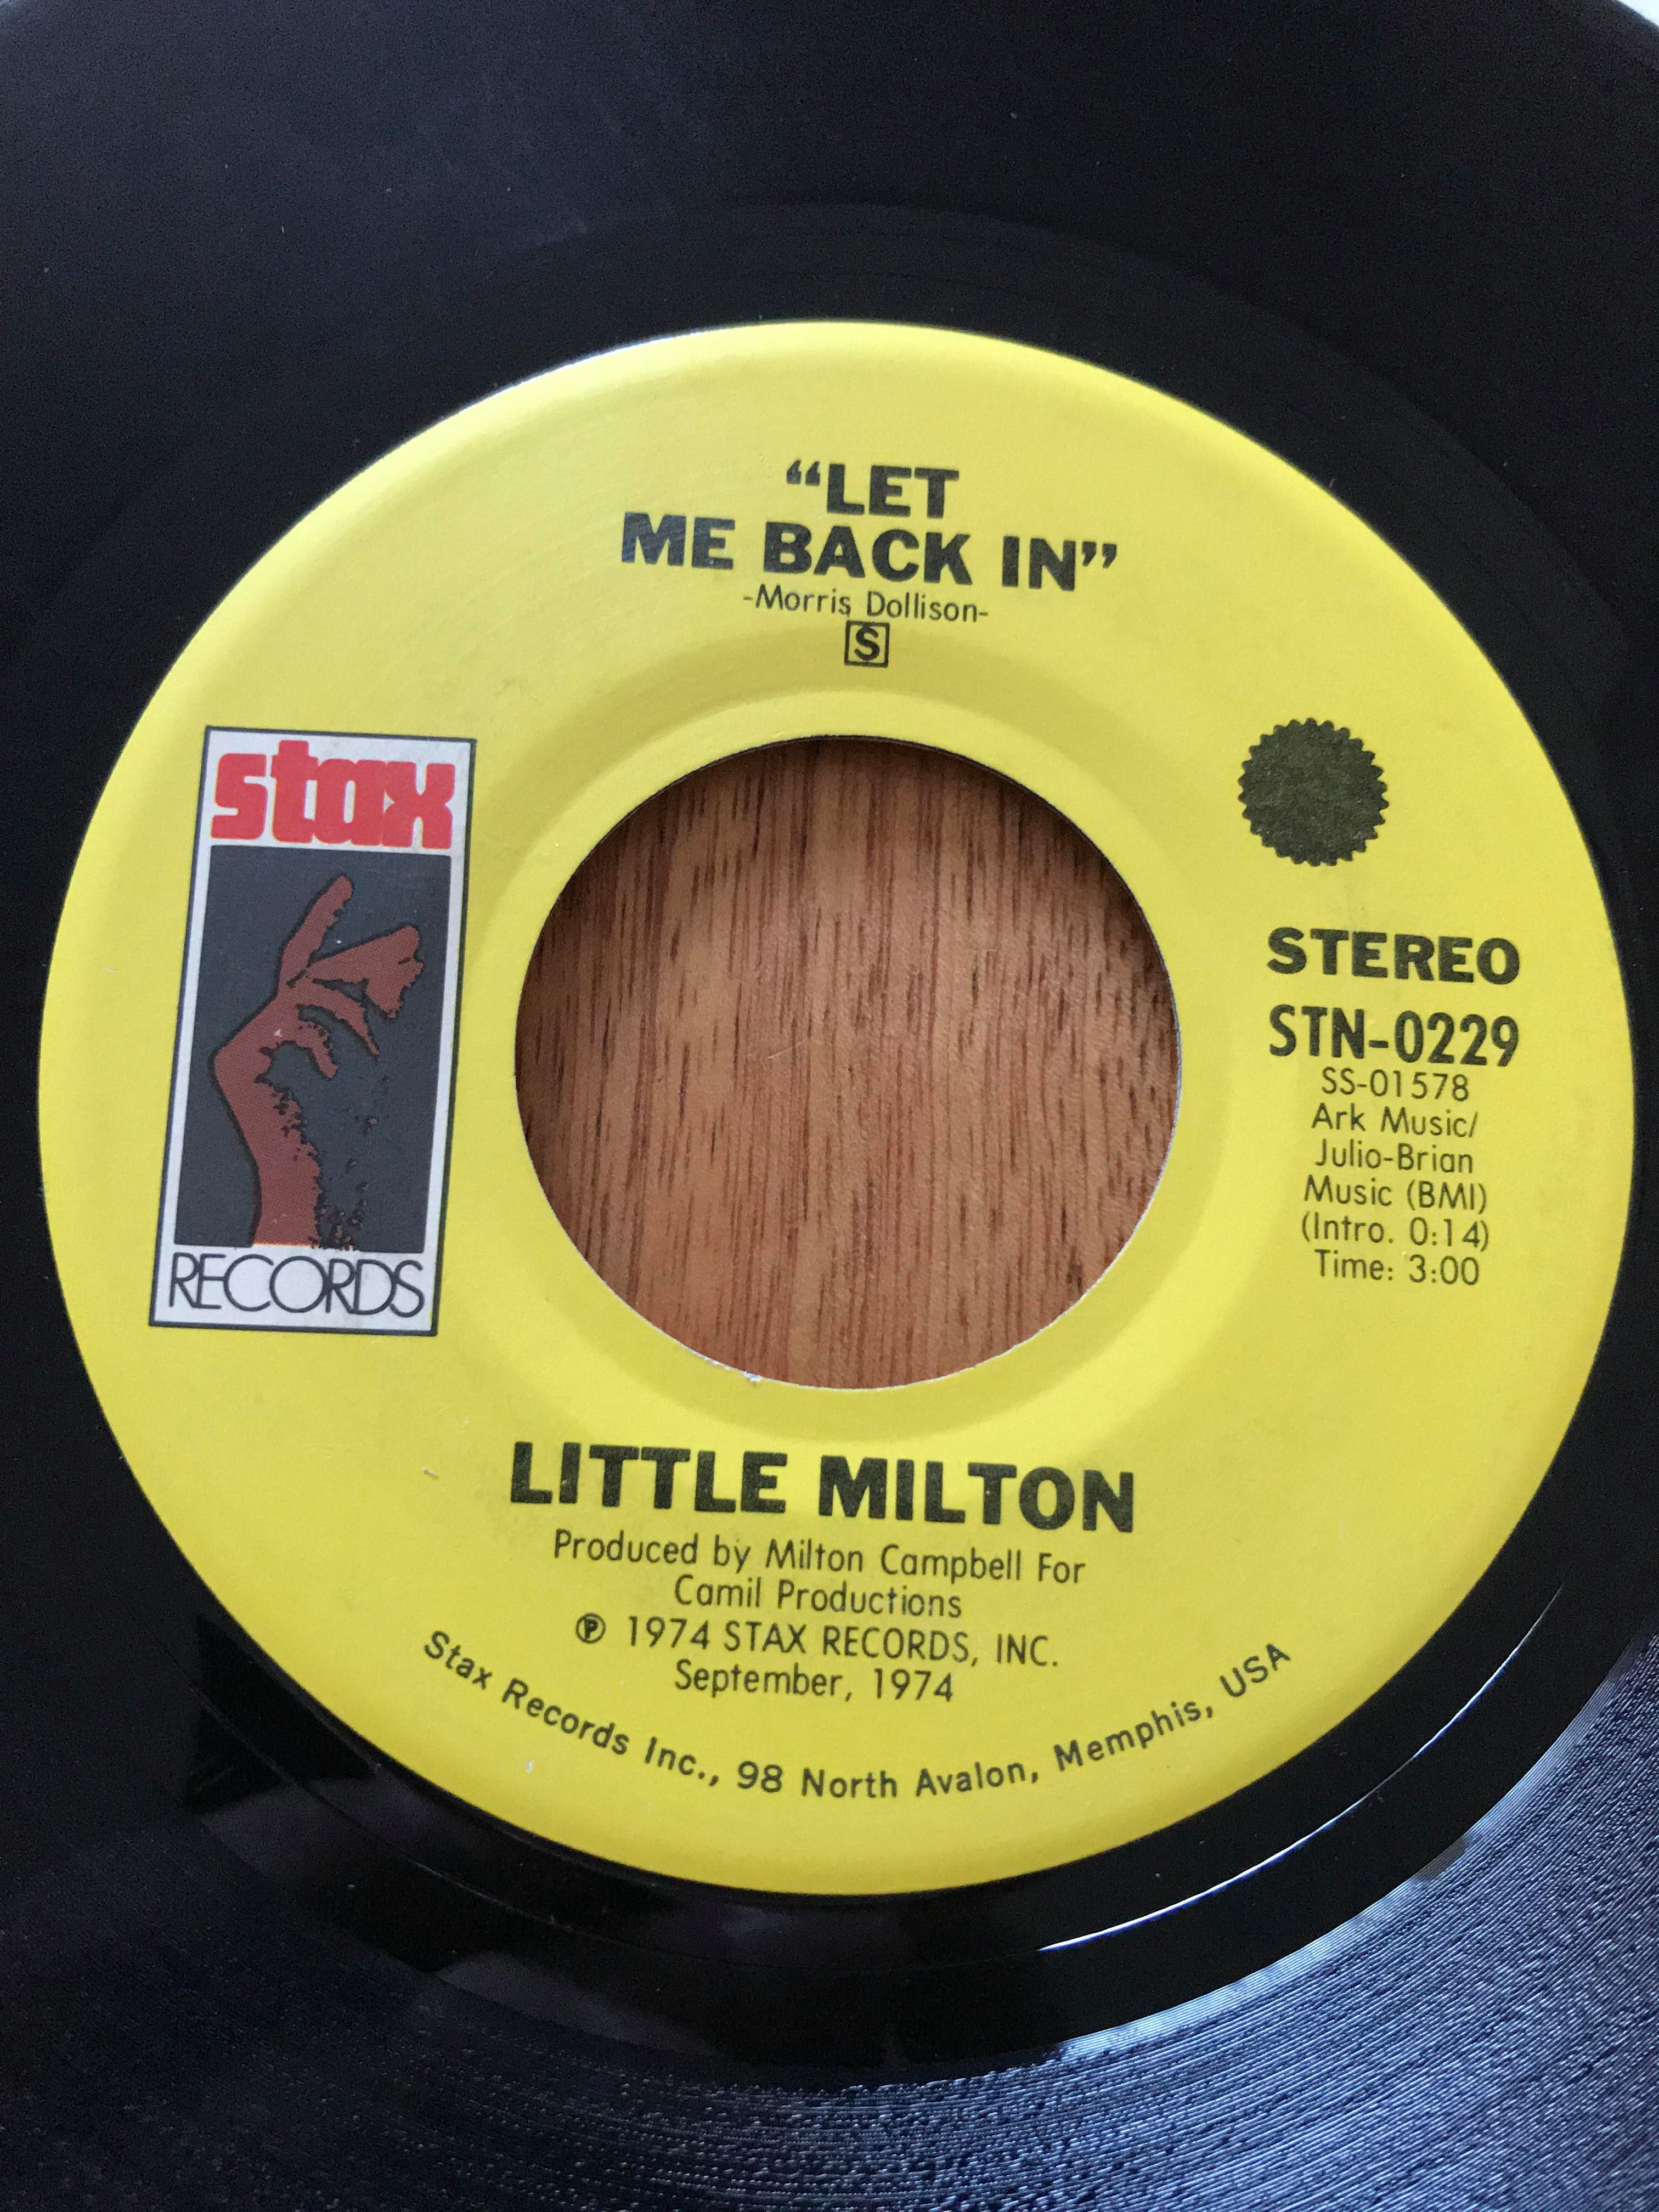 “LET
ME BACK IN”
-Morris Dollison-
S
stax
RECORDS
STEREO
STN-0229
SS-01578
Ark Music/
Julio-Brian
Music (BMI)
(Intro. 0:14)
Time: 3:00
LITTLE MILTON
Produced by Milton Campbell For
Camil Productions
℗ 1974 STAX RECORDS, INC.
September, 1974
Stax Records Inc., 98 North Avalon, Memphis, USA